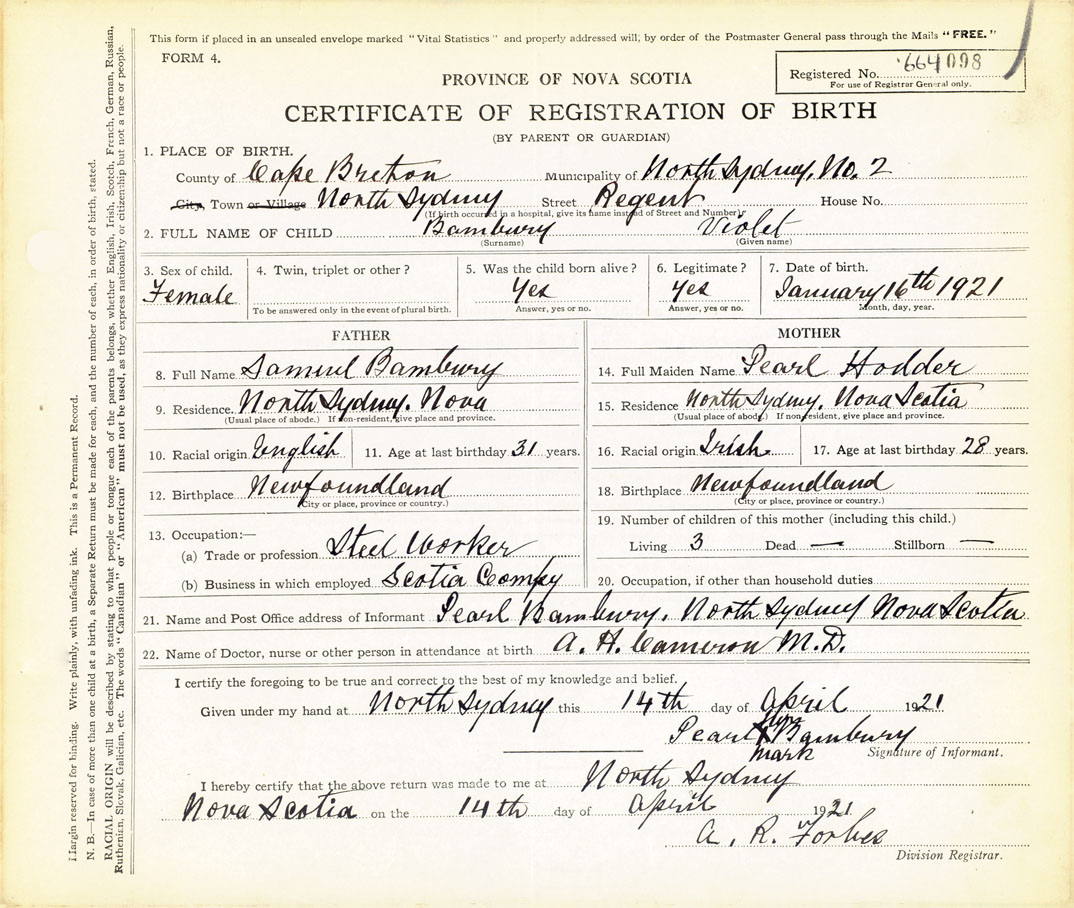 This form if placed in an unsealed envelope marked "Vital Statistics" and properly addressed will, by order of the Postmaster General pass through the Mails "FREE."
FORM 4.
Registered No. 664098
For use of Registrar General only.
PROVINCE OF NOVA SCOTIA
CERTIFICATE OF REGISTRATION OF BIRTH
(BY PARENT OR GUARDIAN)
1. PLACE OF BIRTH.
County of Cape Breton Municipality of North Sydney, No. 2
City, Town or Village North Sydney Street Regent House No.
(If birth occurred in a hospital, give its name instead of Street and Number)
2. FULL NAME OF CHILD Bambury Violet
(Surname) (Given name)
3. Sex of child. 4. Twin, triplet or other? 5. Was the child born alive? 6. Legitimate? 7. Date of birth.
Female Yes Yes January 16th 1921
To be answered only in the event of plural birth. Answer, yes or no. Answer, yes or no. Month, day, year.
FATHER
8. Full Name Samuel Bambury
9. Residence. North Sydney, Nova
(Usual place of abode.) If non-resident, give place and province.
10. Racial origin English 11. Age at last birthday 31 years.
12. Birthplace Newfoundland
(City or place, province or country.)
13. Occupation:—
(a) Trade or profession Steel Worker
(b) Business in which employed Scotia Compy
MOTHER
14. Full Maiden Name Pearl Hodder
15. Residence North Sydney, Nova Scotia
(Usual place of abode.) If non-resident, give place and province.
16. Racial origin Irish 17. Age at last birthday 28 years.
18. Birthplace Newfoundland
(City or place, province or country.)
19. Number of children of this mother (including this child.)
Living 3 Dead — Stillborn —
20. Occupation, if other than household duties
21. Name and Post Office address of Informant Pearl Bambury, North Sydney Nova Scotia
22. Name of Doctor, nurse or other person in attendance at birth A. H. Cameron M.D.
I certify the foregoing to be true and correct to the best of my knowledge and belief.
Given under my hand at North Sydney this 14th day of April 1921
her
Pearl X Bambury
mark Signature of Informant.
I hereby certify that the above return was made to me at North Sydney
Nova Scotia on the 14th day of April 1921
A. R. Forbes
Division Registrar.
Margin reserved for binding. Write plainly, with unfading ink. This is a Permanent Record.
N. B.—In case of more than one child at a birth, a Separate Return must be made for each, and the number of each, in order of birth, stated.
RACIAL ORIGIN will be described by stating to what people or tongue each of the parents belongs, whether English, Irish, Scotch, French, German, Russian,
Ruthenian, Slovak, Galician, etc. The words "Canadian" or "American" must not be used, as they express nationality or citizenship but not a race or people.